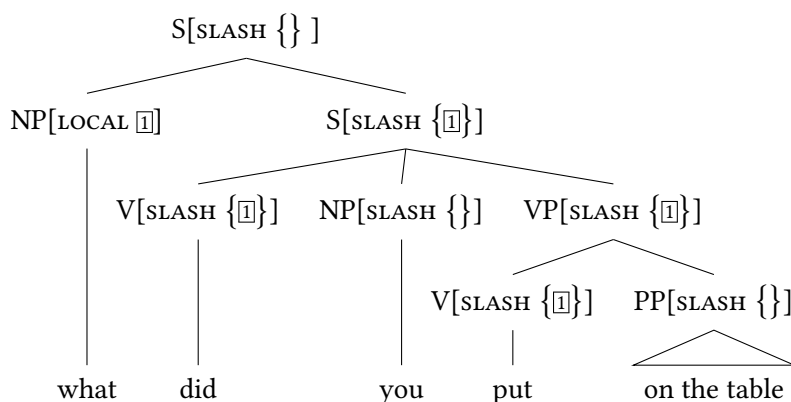 S[SLASH {} ]
NP[LOCAL 1] S[SLASH {1}]
V[SLASH {1}] NP[SLASH {}] VP[SLASH {1}]
V[SLASH {1}] PP[SLASH {}]
what did you put on the table